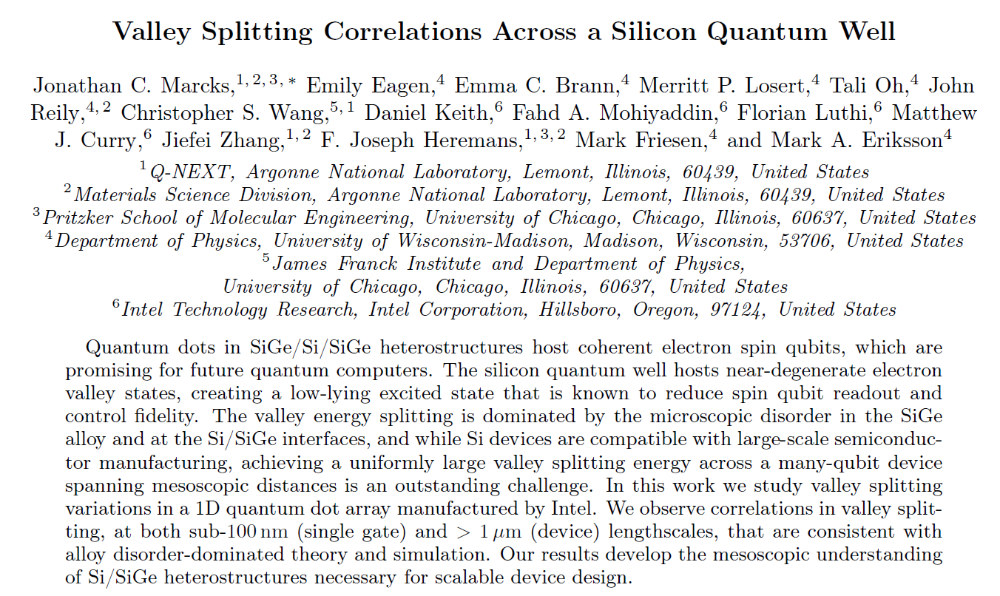 Valley Splitting Correlations Across a Silicon Quantum Well
Jonathan C. Marcks,1, 2, 3, * Emily Eagen,4 Emma C. Brann,4 Merritt P. Losert,4 Tali Oh,4 John
Reily,4, 2 Christopher S. Wang,5, 1 Daniel Keith,6 Fahd A. Mohiyaddin,6 Florian Luthi,6 Matthew
J. Curry,6 Jiefei Zhang,1, 2 F. Joseph Heremans,1, 3, 2 Mark Friesen,4 and Mark A. Eriksson4
1 Q-NEXT, Argonne National Laboratory, Lemont, Illinois, 60439, United States
2 Materials Science Division, Argonne National Laboratory, Lemont, Illinois, 60439, United States
3 Pritzker School of Molecular Engineering, University of Chicago, Chicago, Illinois, 60637, United States
4 Department of Physics, University of Wisconsin-Madison, Madison, Wisconsin, 53706, United States
5 James Franck Institute and Department of Physics,
University of Chicago, Chicago, Illinois, 60637, United States
6 Intel Technology Research, Intel Corporation, Hillsboro, Oregon, 97124, United States
Quantum dots in SiGe/Si/SiGe heterostructures host coherent electron spin qubits, which are
promising for future quantum computers. The silicon quantum well hosts near-degenerate electron
valley states, creating a low-lying excited state that is known to reduce spin qubit readout and
control fidelity. The valley energy splitting is dominated by the microscopic disorder in the SiGe
alloy and at the Si/SiGe interfaces, and while Si devices are compatible with large-scale semiconduc-
tor manufacturing, achieving a uniformly large valley splitting energy across a many-qubit device
spanning mesoscopic distances is an outstanding challenge. In this work we study valley splitting
variations in a 1D quantum dot array manufactured by Intel. We observe correlations in valley split-
ting, at both sub-100 nm (single gate) and > 1 μm (device) lengthscales, that are consistent with
alloy disorder-dominated theory and simulation. Our results develop the mesoscopic understanding
of Si/SiGe heterostructures necessary for scalable device design.